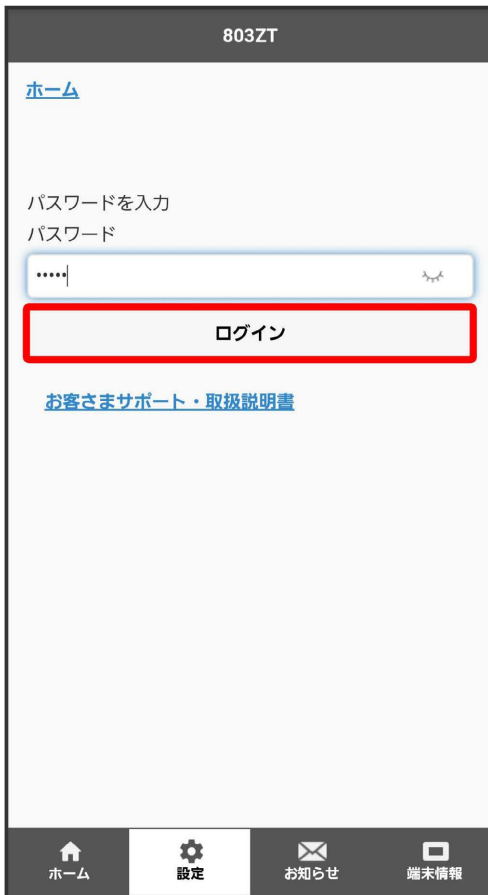 803ZT
ホーム
パスワードを入力
パスワード
•••••
ログイン
お客さまサポート・取扱説明書
ホーム
設定
お知らせ
端末情報